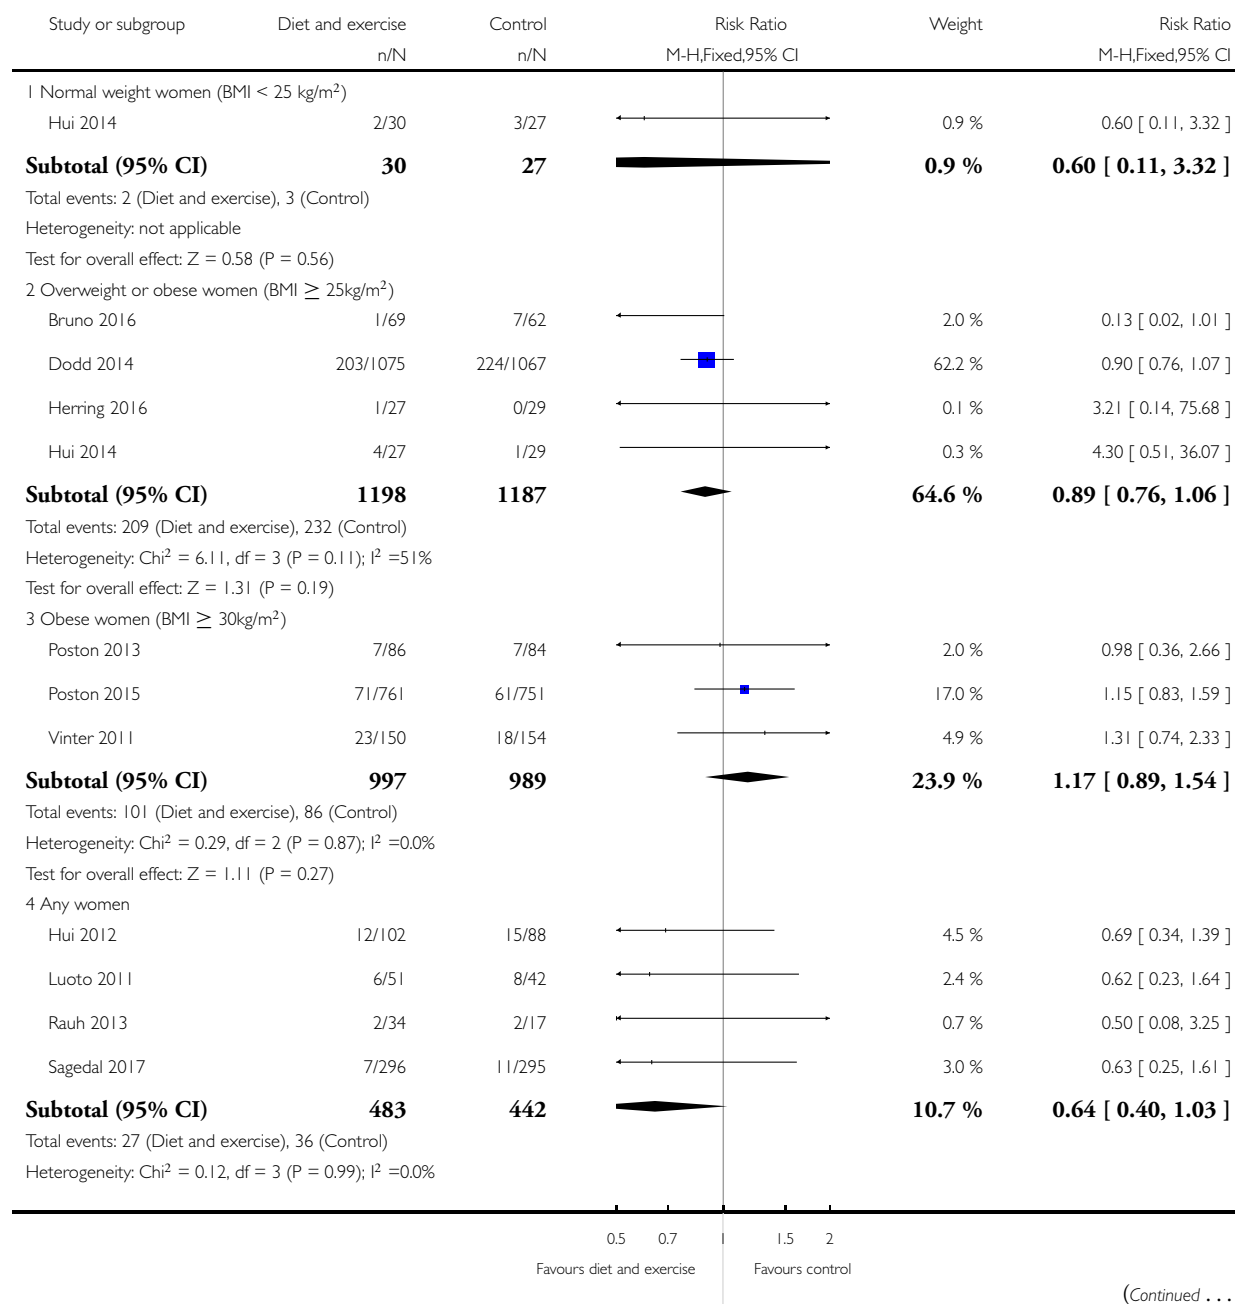 Study or subgroup Diet and exercise Control Risk Ratio Weight Risk Ratio
n/N n/N M-H,Fixed,95% CI M-H,Fixed,95% CI
1 Normal weight women (BMI < 25 kg/m²)
Hui 2014 2/30 3/27 0.9 % 0.60 [ 0.11, 3.32 ]
Subtotal (95% CI) 30 27 0.9 % 0.60 [ 0.11, 3.32 ]
Total events: 2 (Diet and exercise), 3 (Control)
Heterogeneity: not applicable
Test for overall effect: Z = 0.58 (P = 0.56)
2 Overweight or obese women (BMI ≥ 25kg/m²)
Bruno 2016 1/69 7/62 2.0 % 0.13 [ 0.02, 1.01 ]
Dodd 2014 203/1075 224/1067 62.2 % 0.90 [ 0.76, 1.07 ]
Herring 2016 1/27 0/29 0.1 % 3.21 [ 0.14, 75.68 ]
Hui 2014 4/27 1/29 0.3 % 4.30 [ 0.51, 36.07 ]
Subtotal (95% CI) 1198 1187 64.6 % 0.89 [ 0.76, 1.06 ]
Total events: 209 (Diet and exercise), 232 (Control)
Heterogeneity: Chi² = 6.11, df = 3 (P = 0.11); I² =51%
Test for overall effect: Z = 1.31 (P = 0.19)
3 Obese women (BMI ≥ 30kg/m²)
Poston 2013 7/86 7/84 2.0 % 0.98 [ 0.36, 2.66 ]
Poston 2015 71/761 61/751 17.0 % 1.15 [ 0.83, 1.59 ]
Vinter 2011 23/150 18/154 4.9 % 1.31 [ 0.74, 2.33 ]
Subtotal (95% CI) 997 989 23.9 % 1.17 [ 0.89, 1.54 ]
Total events: 101 (Diet and exercise), 86 (Control)
Heterogeneity: Chi² = 0.29, df = 2 (P = 0.87); I² =0.0%
Test for overall effect: Z = 1.11 (P = 0.27)
4 Any women
Hui 2012 12/102 15/88 4.5 % 0.69 [ 0.34, 1.39 ]
Luoto 2011 6/51 8/42 2.4 % 0.62 [ 0.23, 1.64 ]
Rauh 2013 2/34 2/17 0.7 % 0.50 [ 0.08, 3.25 ]
Sagedal 2017 7/296 11/295 3.0 % 0.63 [ 0.25, 1.61 ]
Subtotal (95% CI) 483 442 10.7 % 0.64 [ 0.40, 1.03 ]
Total events: 27 (Diet and exercise), 36 (Control)
Heterogeneity: Chi² = 0.12, df = 3 (P = 0.99); I² =0.0%
0.5 0.7 1 1.5 2
Favours diet and exercise Favours control
(Continued . . .